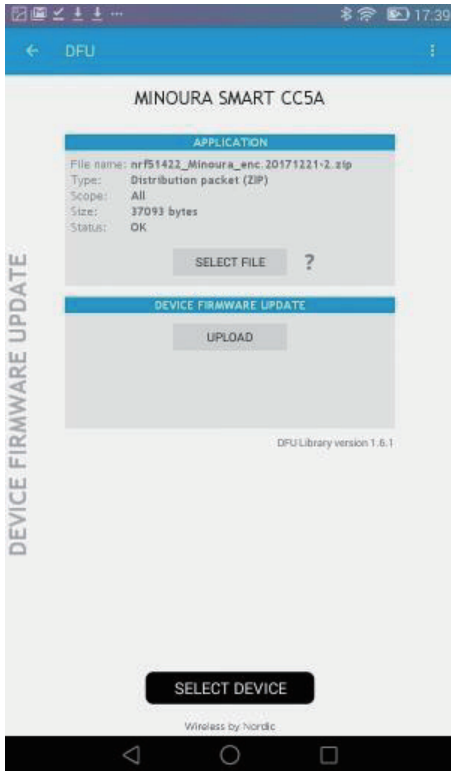 17:39
DFU
MINOURA SMART CC5A
APPLICATION
File name: nrf51422_Minoura_enc.20171221-2.zip
Type: Distribution packet (ZIP)
Scope: All
Size: 37093 bytes
Status: OK
SELECT FILE ?
DEVICE FIRMWARE UPDATE
UPLOAD
DFU Library version 1.6.1
DEVICE FIRMWARE UPDATE
SELECT DEVICE
Wireless by Nordic